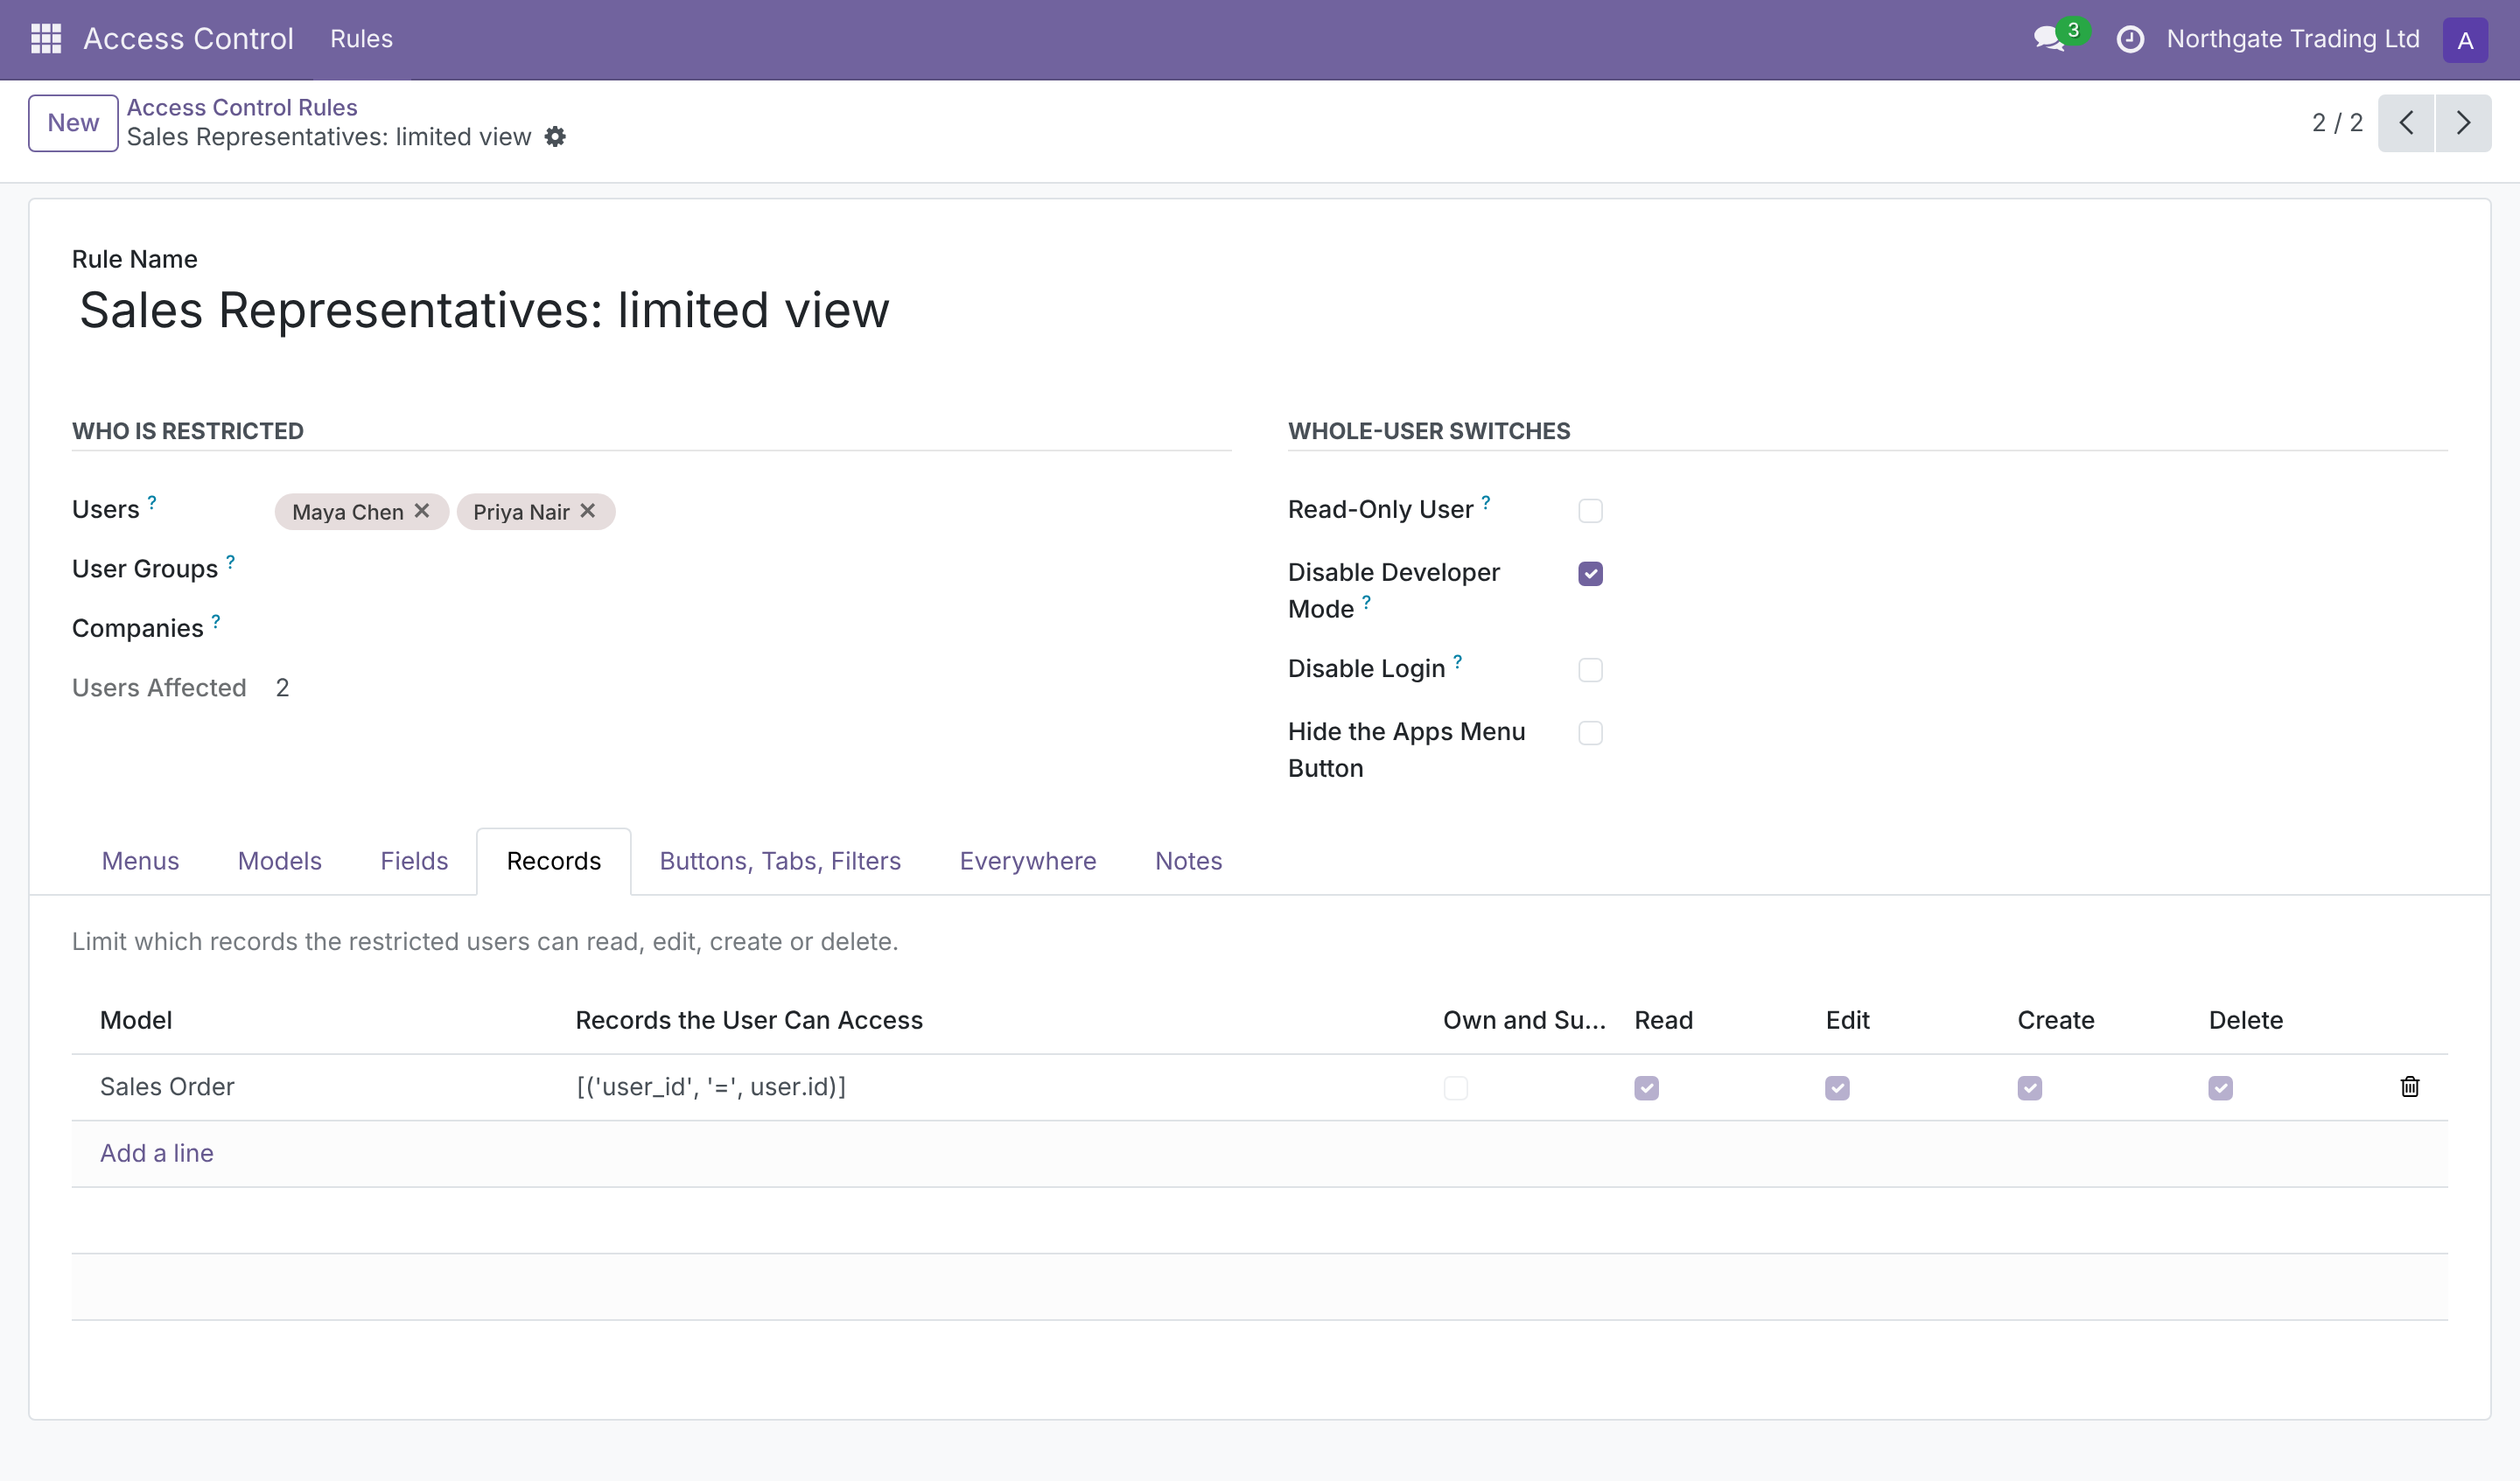 Access Control Rules 3 Northgate Trading Ltd A
New Access Control Rules
Sales Representatives: limited view 2 / 2
Rule Name
Sales Representatives: limited view
WHO IS RESTRICTED WHOLE-USER SWITCHES
Users ? Maya Chen Priya Nair Read-Only User ?
User Groups ? Disable Developer
Mode ?
Companies ?
Users Affected 2 Disable Login ?
Hide the Apps Menu
Button
Menus Models Fields Records Buttons, Tabs, Filters Everywhere Notes
Limit which records the restricted users can read, edit, create or delete.
Model Records the User Can Access Own and Su... Read Edit Create Delete
Sales Order [('user_id', '=', user.id)]
Add a line